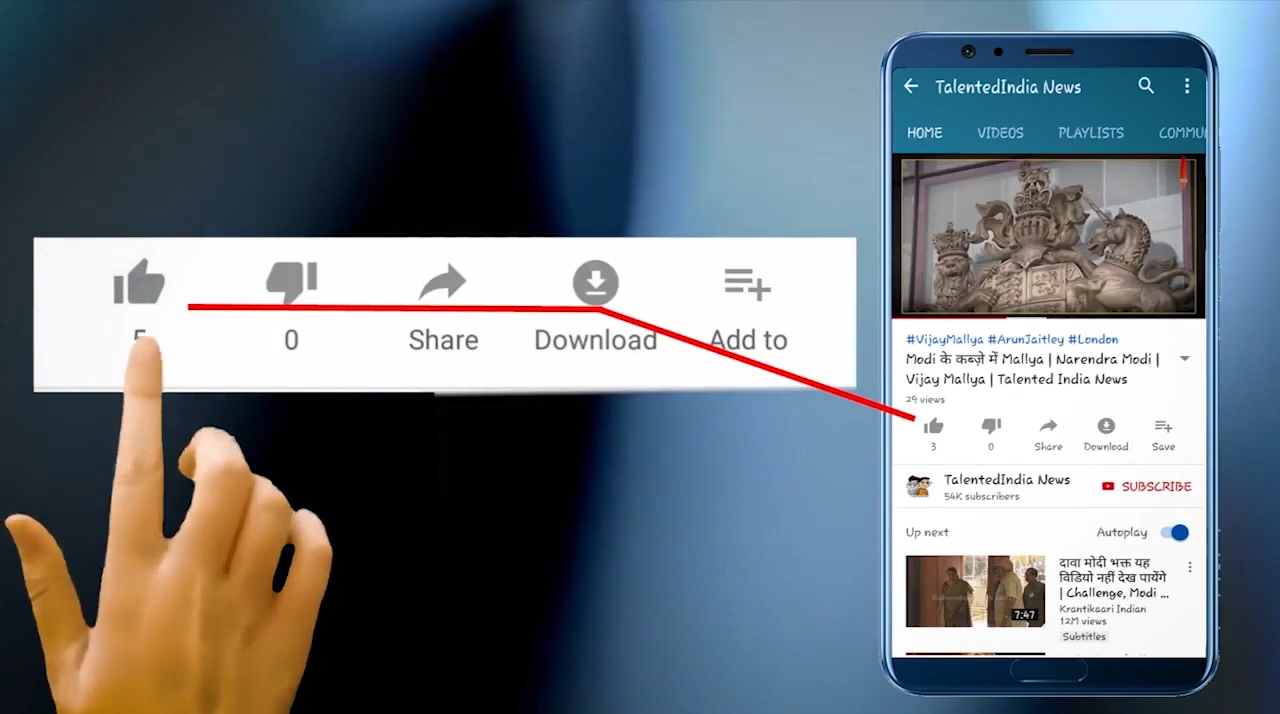 5
0
Share
Download
Add to
TalentedIndia News
HOME VIDEOS PLAYLISTS COMMU
#VijayMallya #ArunJaitley #London
Modi के कब्ज़े में Mallya | Narendra Modi |
Vijay Mallya | Talented India News
29 views
3
0
Share
Download
Save
TalentedIndia News
54K subscribers
SUBSCRIBE
Up next
Autoplay
7:47
दावा मोदी भक्त यह
विडियो नहीं देख पायेंगे
| Challenge, Modi ...
Krantikaari Indian
12M views
Subtitles